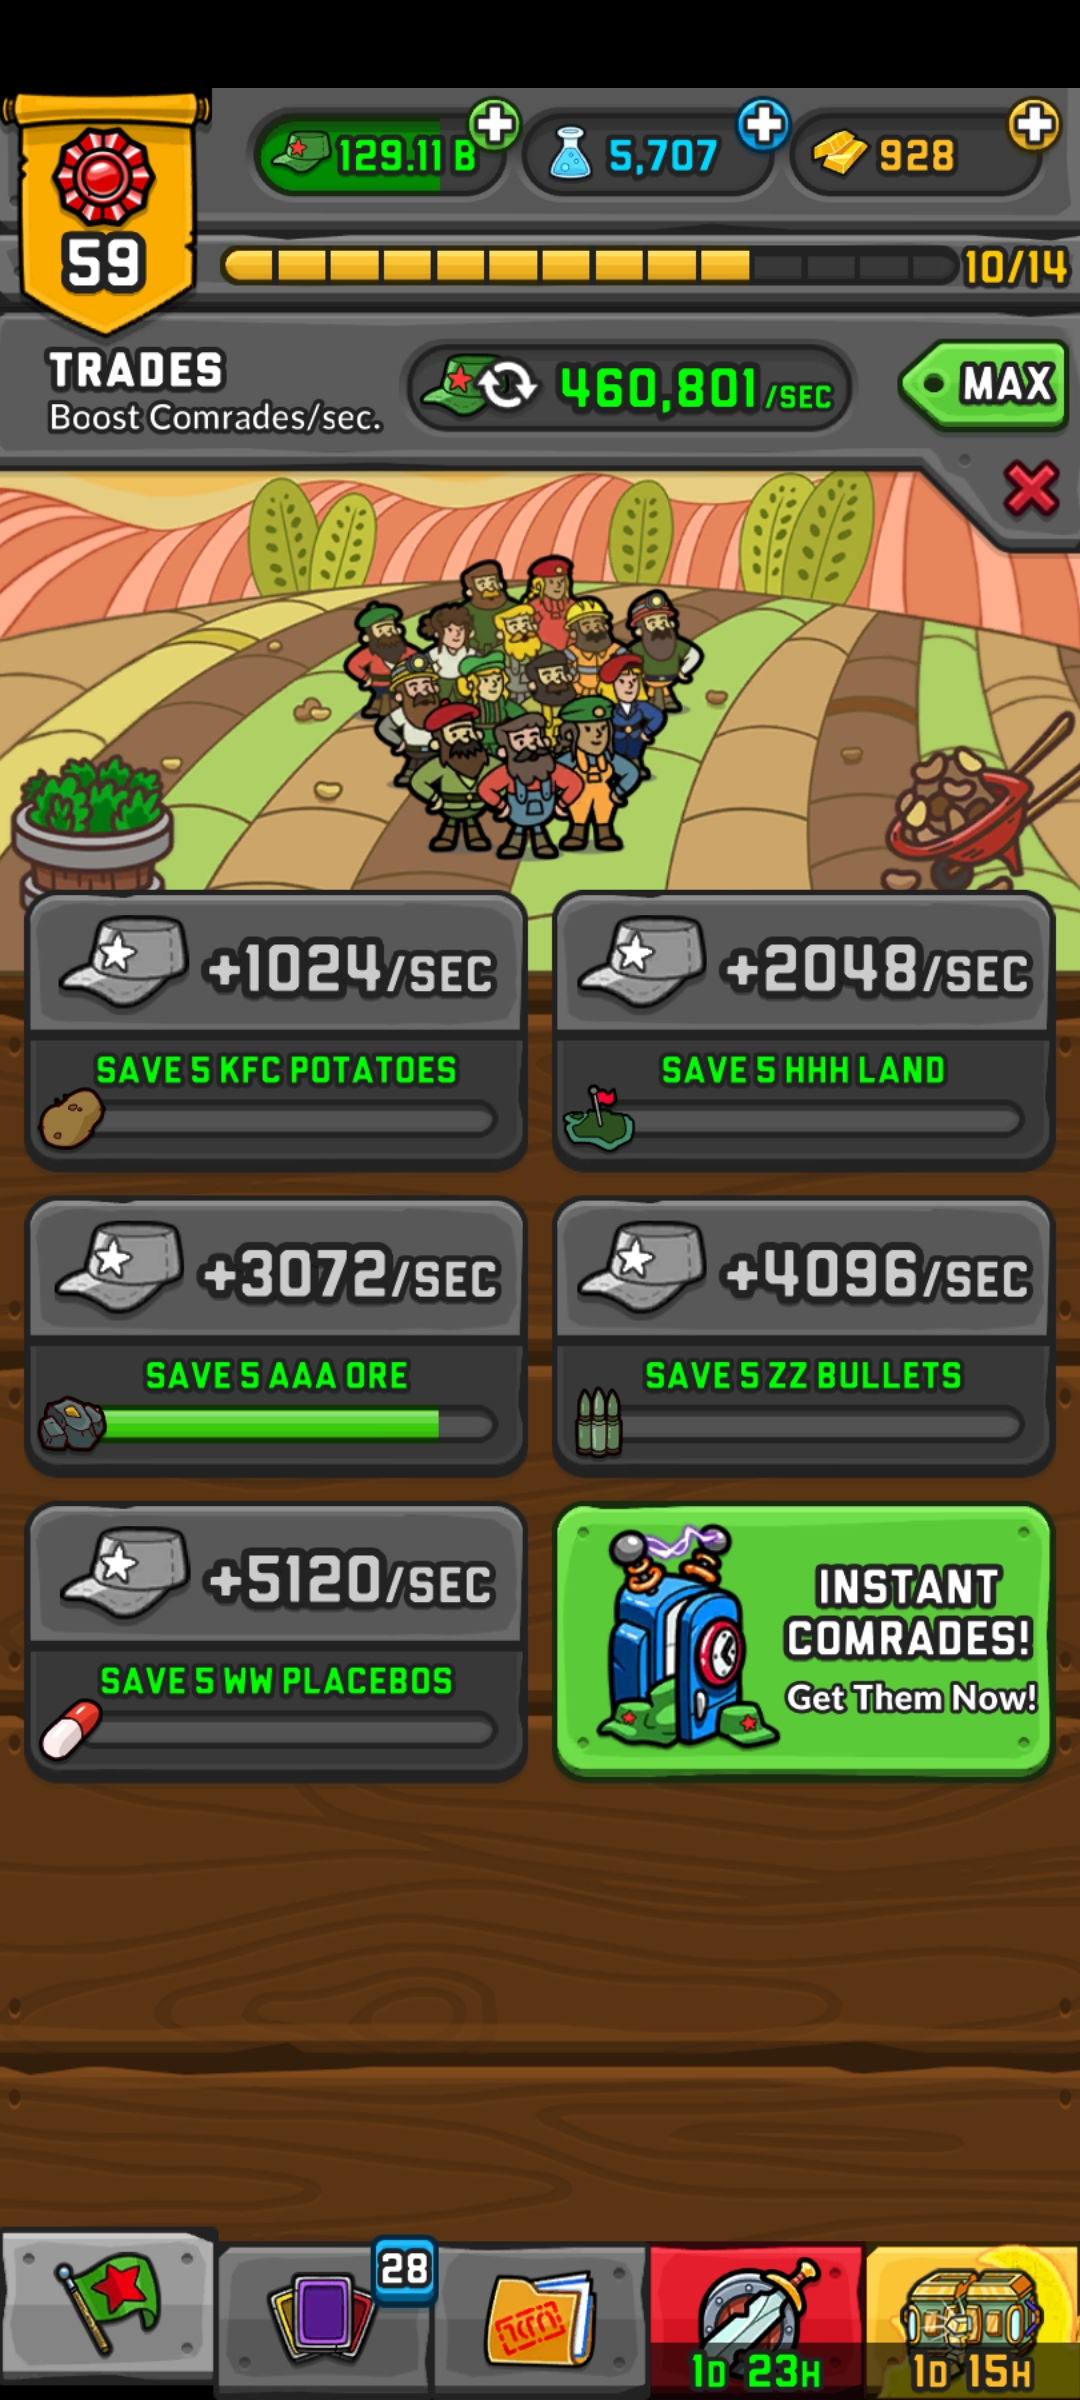 129.11 B
5,707
928
59
10/14
TRADES
Boost Comrades/sec.
460,801/SEC
MAX
+1024/SEC
SAVE 5 KFC POTATOES
+2048/SEC
SAVE 5 HHH LAND
+3072/SEC
SAVE 5 AAA ORE
+4096/SEC
SAVE 5 ZZ BULLETS
+5120/SEC
SAVE 5 WW PLACEBOS
INSTANT
COMRADES!
Get Them Now!
28
1D 23H
1D 15H